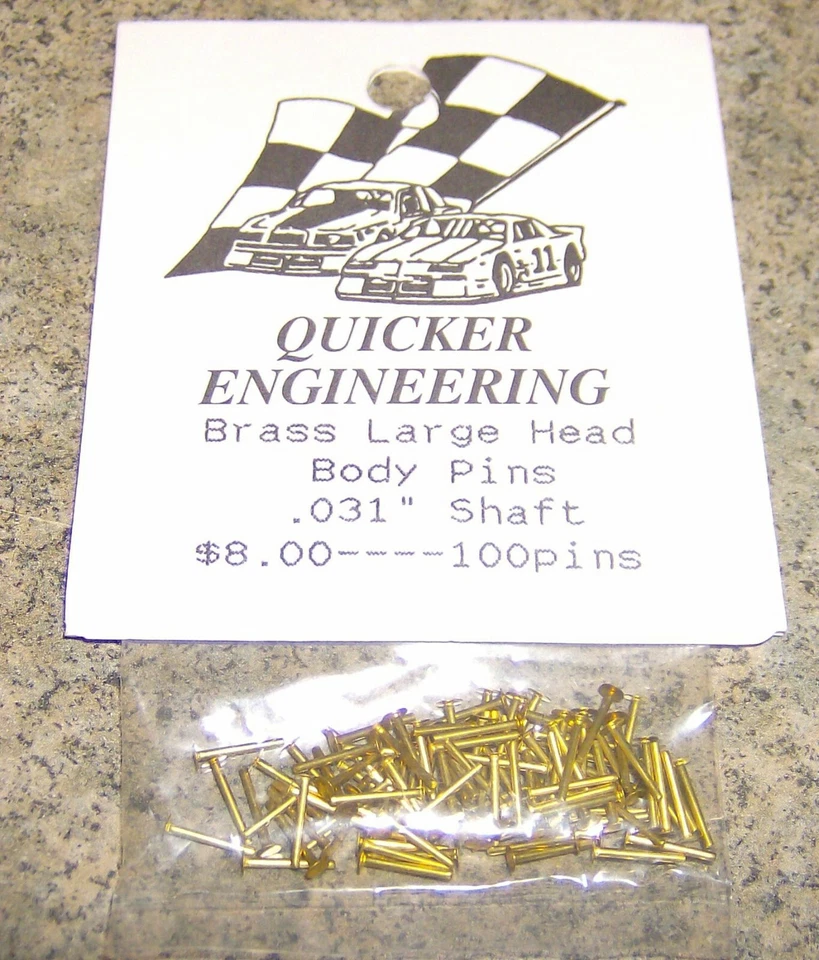 11
QUICKER
ENGINEERING
Brass Large Head
Body Pins
.031" Shaft
$8.00----100pins